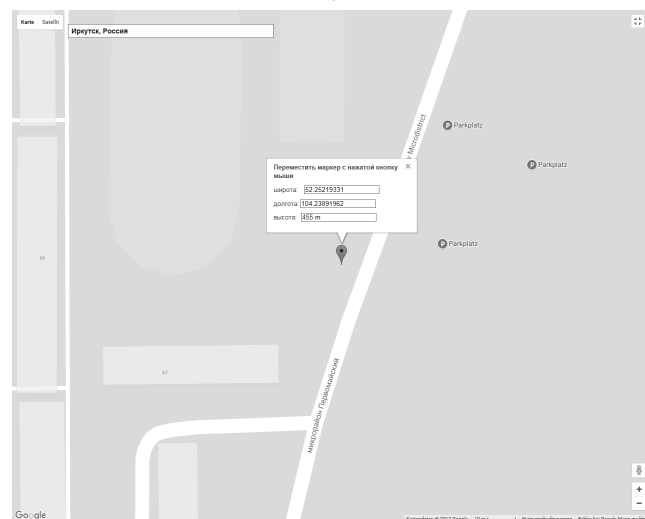 Karte Satellit
Иркутск, Россия
Parkplatz
Microdistrict
Parkplatz
Переместить маркер с нажатой кнопку
мыши
широта: 52.25219331
долгота: 104.23891962
высота: 455 m
Parkplatz
67
микрорайон Первомайский
Google